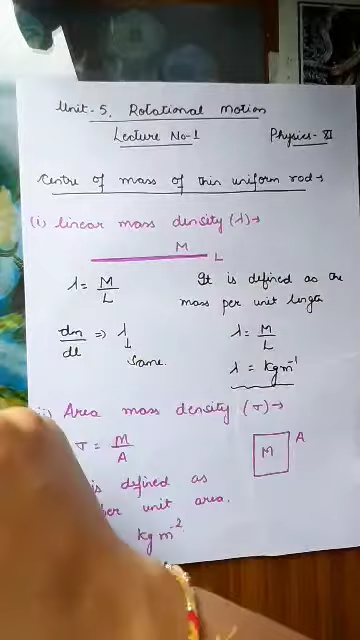 Unit-5. Rotational motion
Lecture No-1 Physics-XI
Centre of mass of thin uniform rod→
(i) linear mass density (λ)→
M
L
λ = M/L
It is defined as the
mass per unit length
dm/dl ⇒ λ
↓
Same.
λ = M/L
λ = kgm⁻¹
Area mass density (σ)→
σ = M/A
M A
is defined as
per unit area.
kgm⁻²